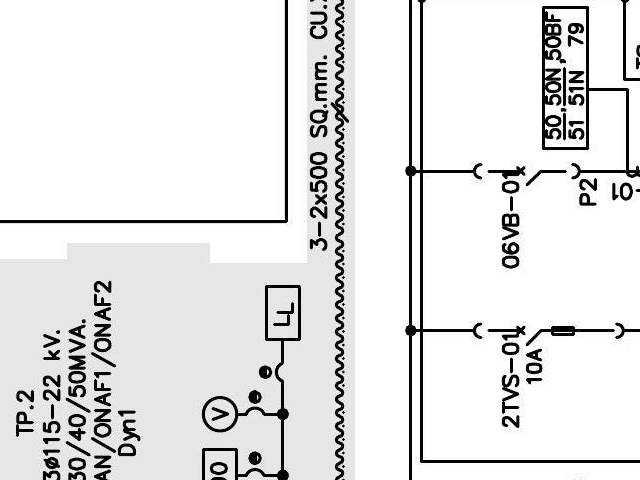 TP.2
3ø115-22 kV.
30/40/50MVA.
AN/ONAF1/ONAF2
Dyn1
V
LL
3-2x500 SQ.mm. CU.
06VB-01
2TVS-01
10A
50,50N,50BF
51 51N 79
P2